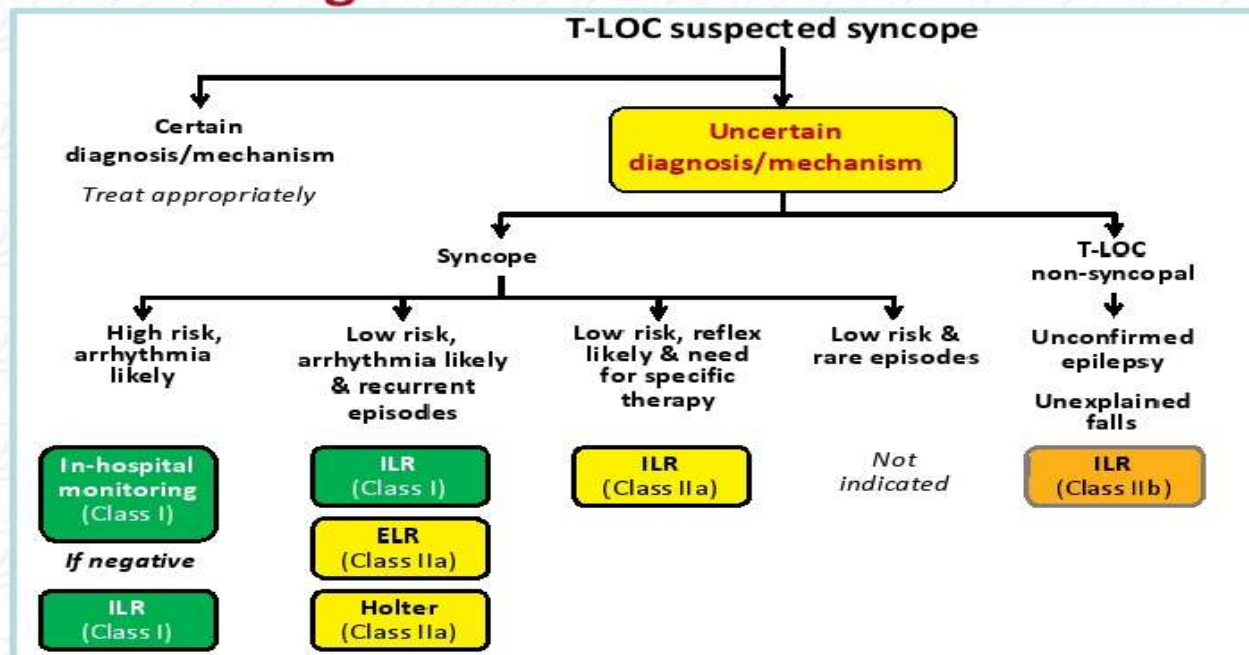 T-LOC suspected syncope
Certain
diagnosis/mechanism
Treat appropriately
Uncertain
diagnosis/mechanism
Syncope
T-LOC
non-syncopal
High risk,
arrhythmia
likely
Low risk,
arrhythmia likely
& recurrent
episodes
Low risk, reflex
likely & need
for specific
therapy
Low risk &
rare episodes
Unconfirmed
epilepsy
Unexplained
falls
In-hospital
monitoring
(Class I)
If negative
ILR
(Class I)
ILR
(Class I)
ELR
(Class IIa)
Holter
(Class IIa)
ILR
(Class IIa)
Not
indicated
ILR
(Class IIb)